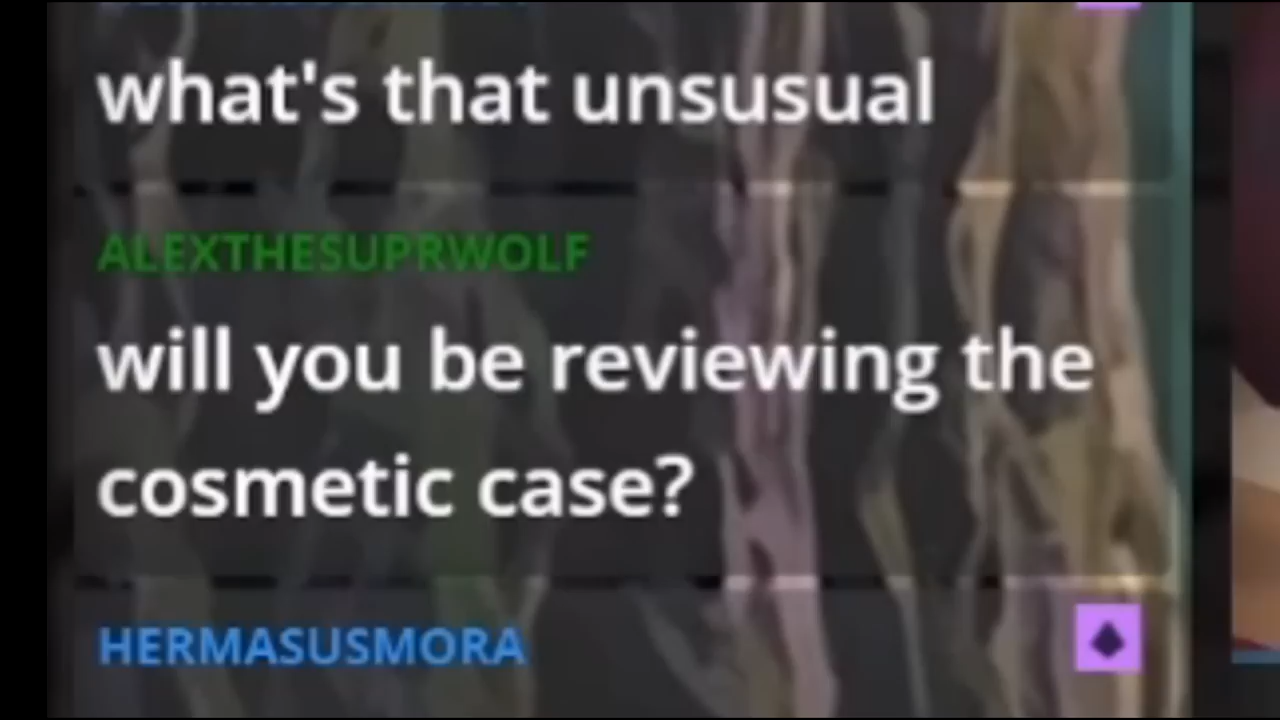 what's that unsusual
ALEXTHESUPRWOLF
will you be reviewing the
cosmetic case?
HERMASUSMORA